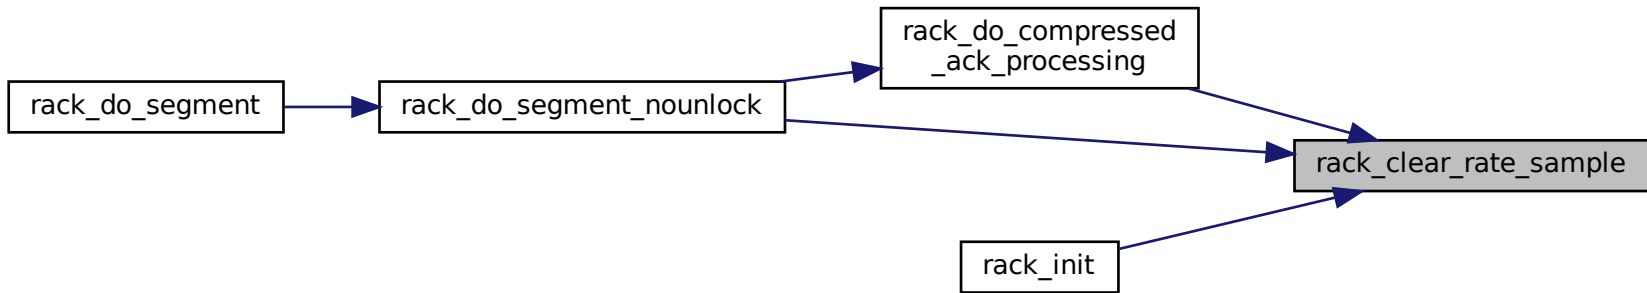 rack_do_compressed
_ack_processing
rack_do_segment
rack_do_segment_nounlock
rack_clear_rate_sample
rack_init